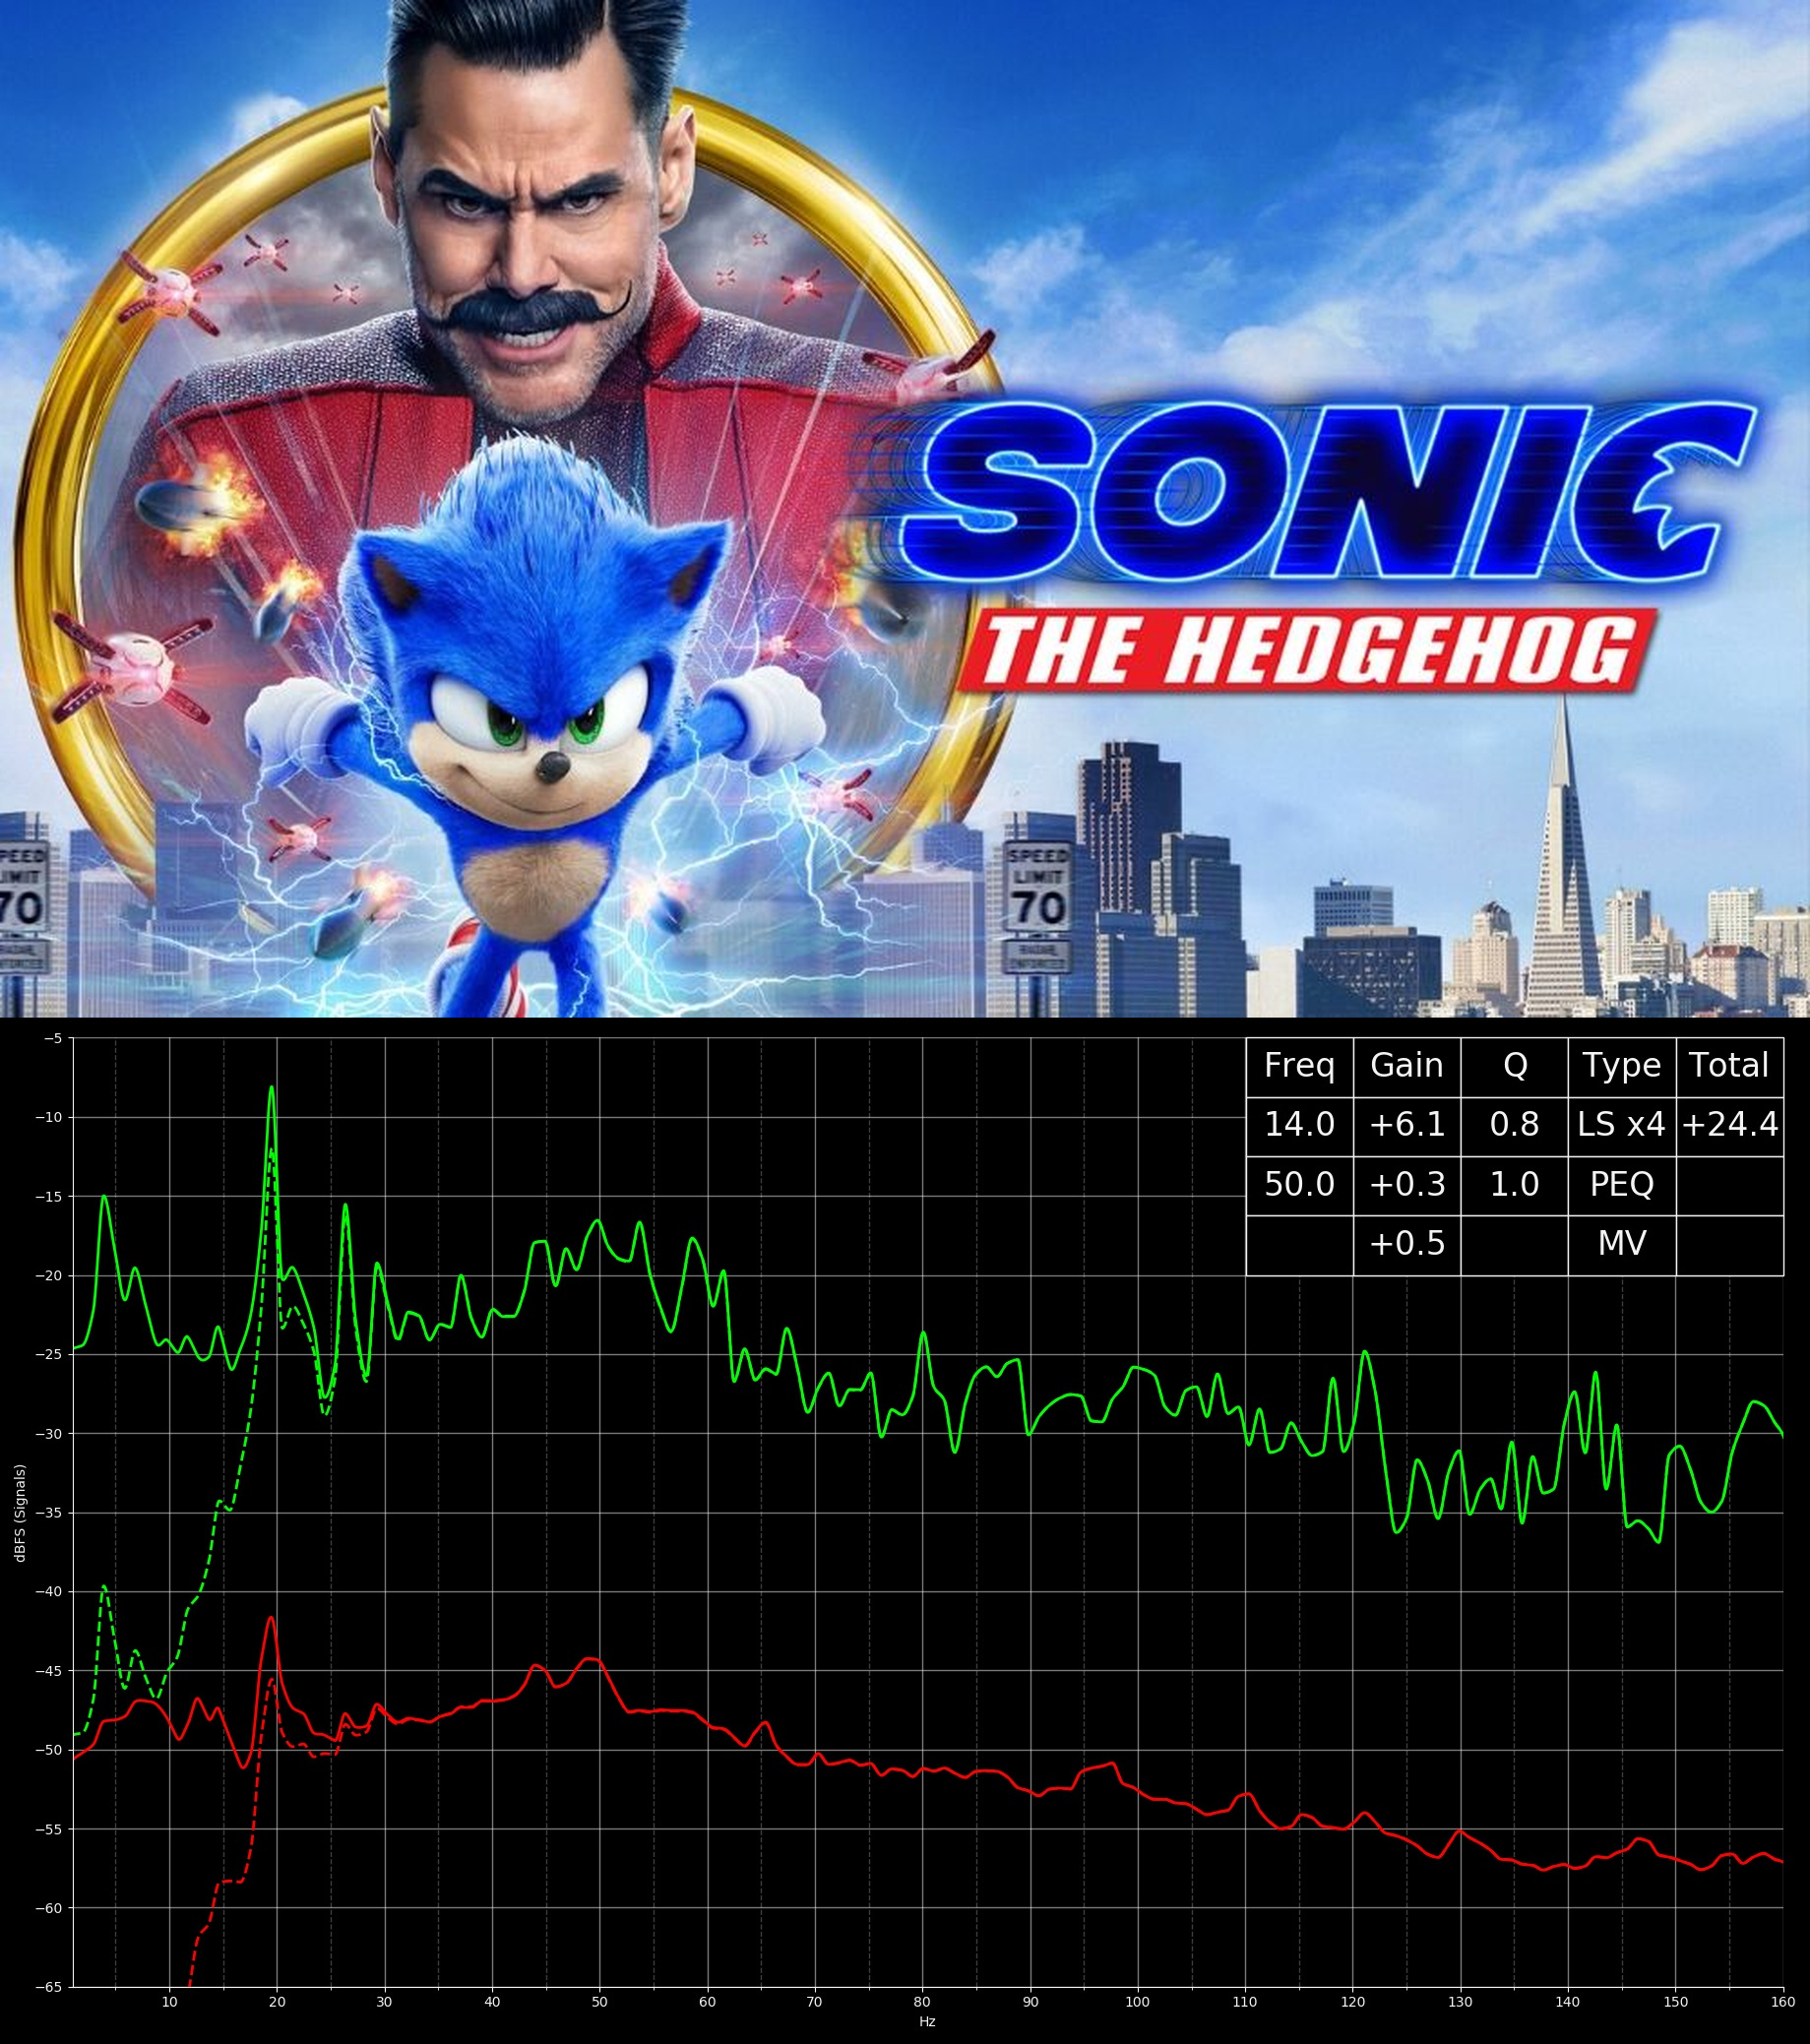 SONIC
THE HEDGEHOG
PEED
IMIT
70
SPEED
LIMIT
70
Freq Gain Q Type Total
14.0 +6.1 0.8 LS x4 +24.4
50.0 +0.3 1.0 PEQ
+0.5 MV
dBFS (Signals)
−5
−10
−15
−20
−25
−30
−35
−40
−45
−50
−55
−60
−65
10 20 30 40 50 60 70 80 90 100 110 120 130 140 150 160
Hz